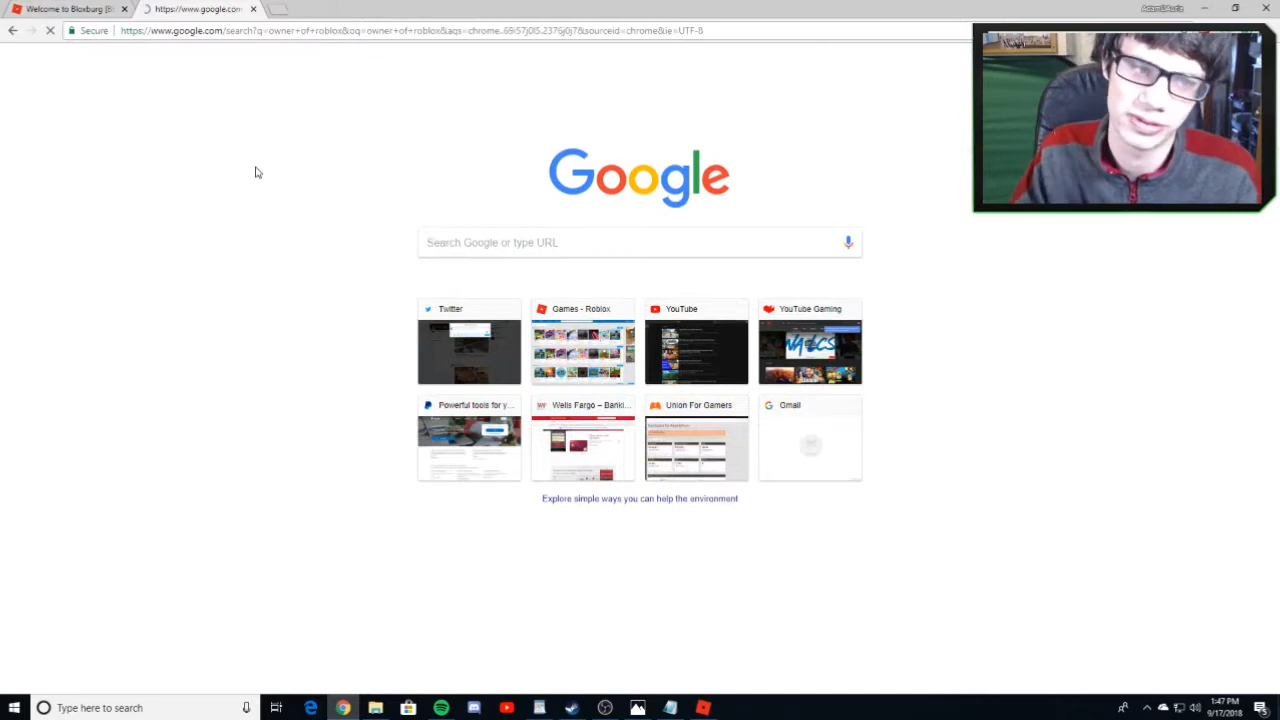 Welcome to Bloxburg [B
https://www.google.com
Secure
https://www.google.com/search?q=owner+of+roblox&oq=owner+of+roblox&aqs=chrome..69i57j0l5.2376j0j7&sourceid=chrome&ie=UTF-8
Google
Search Google or type URL
Twitter
Games - Roblox
YouTube
YouTube Gaming
Powerful tools for y...
Wells Fargo – Banki...
Union For Gamers
Gmail
Explore simple ways you can help the environment
Type here to search
1:47 PM
9/17/2018
5